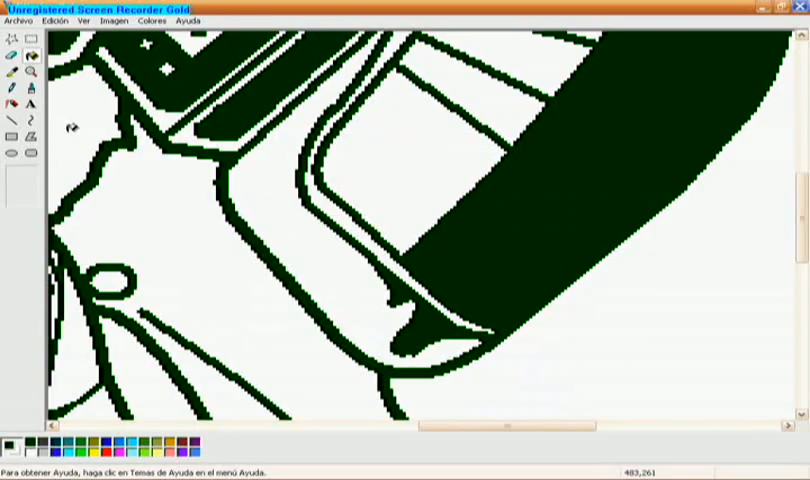 Unregistered Screen Recorder Gold
Archivo Edición Ver Imagen Colores Ayuda
A
Para obtener Ayuda, haga clic en Temas de Ayuda en el menú Ayuda.
483,261